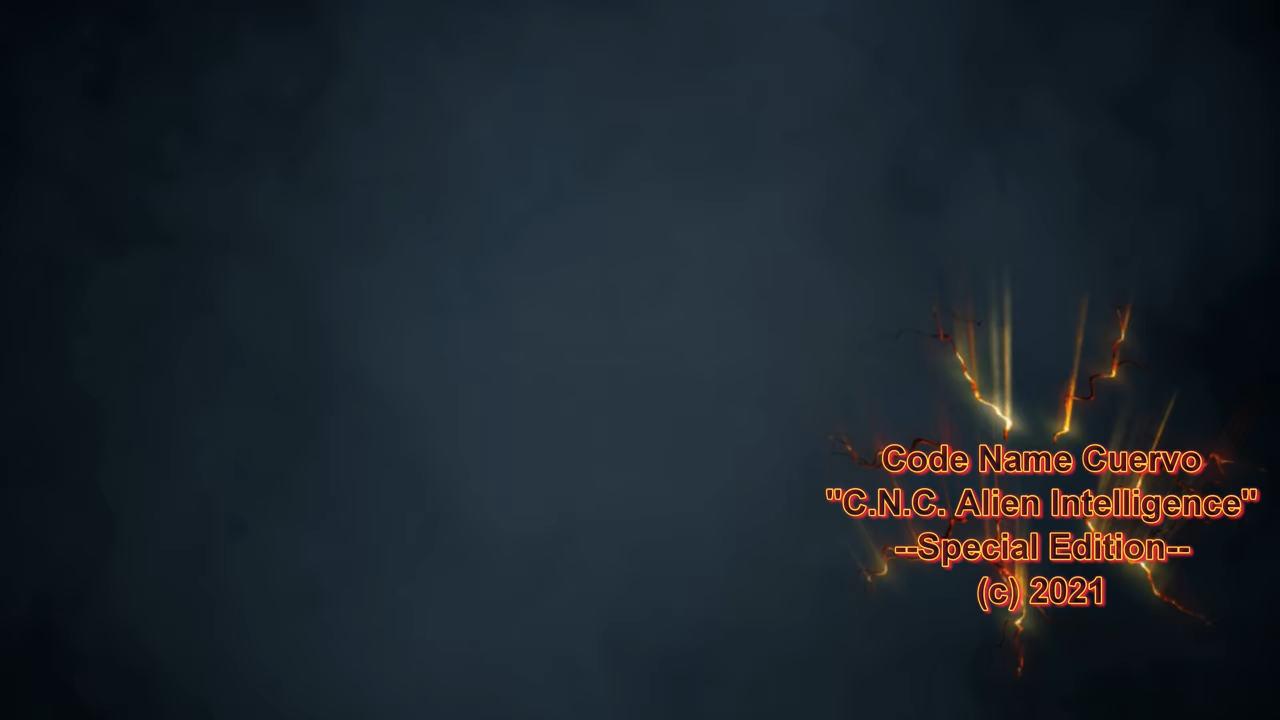 Code Name Cuervo
"C.N.C. Alien Intelligence"
--Special Edition--
(c) 2021